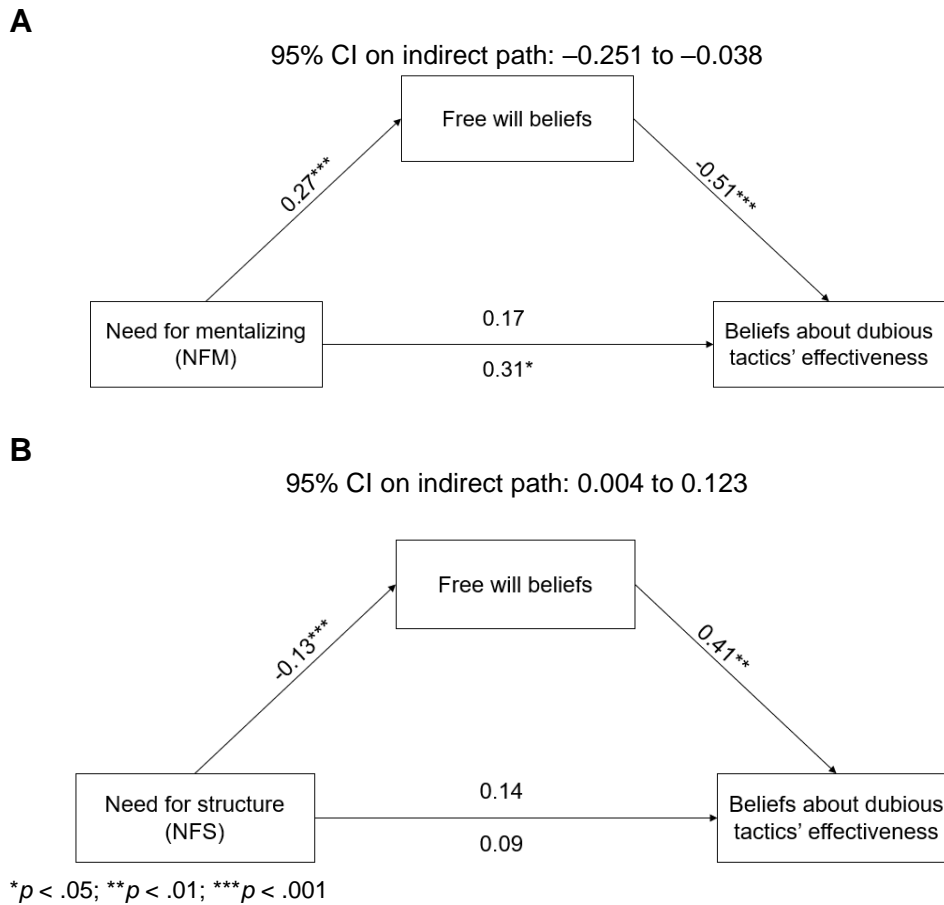 A
95% CI on indirect path: –0.251 to –0.038
Free will beliefs
0.27***
-0.51***
Need for mentalizing
(NFM)
0.17
0.31*
Beliefs about dubious
tactics’ effectiveness
B
95% CI on indirect path: 0.004 to 0.123
Free will beliefs
-0.13***
0.41**
Need for structure
(NFS)
0.14
0.09
Beliefs about dubious
tactics’ effectiveness
*p < .05; **p < .01; ***p < .001